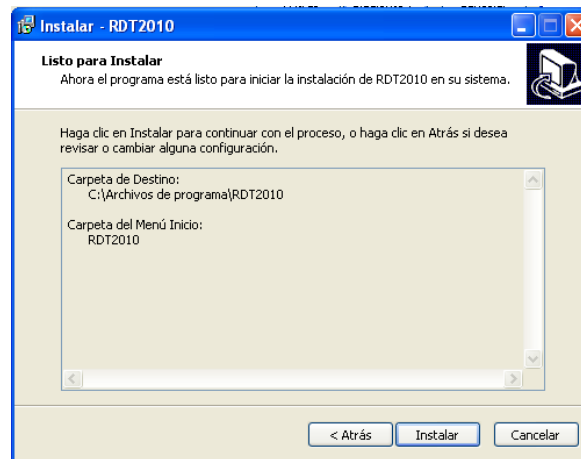 Instalar - RDT2010
Listo para Instalar
Ahora el programa está listo para iniciar la instalación de RDT2010 en su sistema.
Haga clic en Instalar para continuar con el proceso, o haga clic en Atrás si desea
revisar o cambiar alguna configuración.
Carpeta de Destino:
C:\Archivos de programa\RDT2010
Carpeta del Menú Inicio:
RDT2010
< Atrás
Instalar
Cancelar